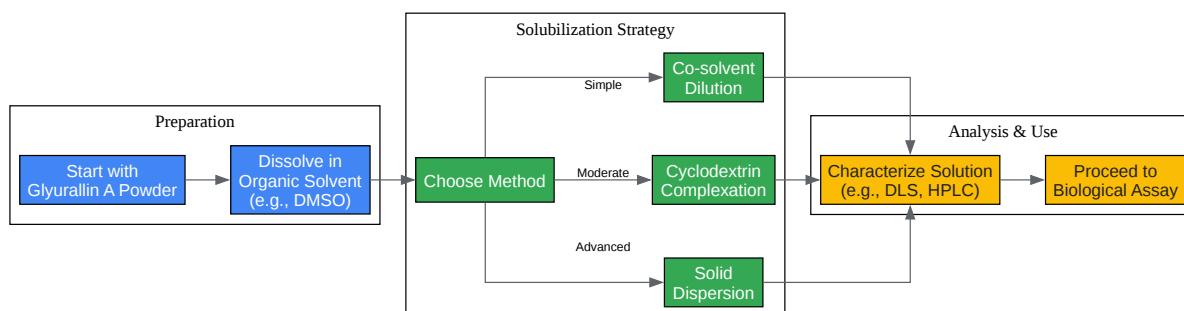 Solubilization Strategy
Preparation
Analysis & Use
Start with
Glyurallin A Powder
Dissolve in
Organic Solvent
(e.g., DMSO)
Choose Method
Simple
Moderate
Advanced
Co-solvent
Dilution
Cyclodextrin
Complexation
Solid
Dispersion
Characterize Solution
(e.g., DLS, HPLC)
Proceed to
Biological Assay